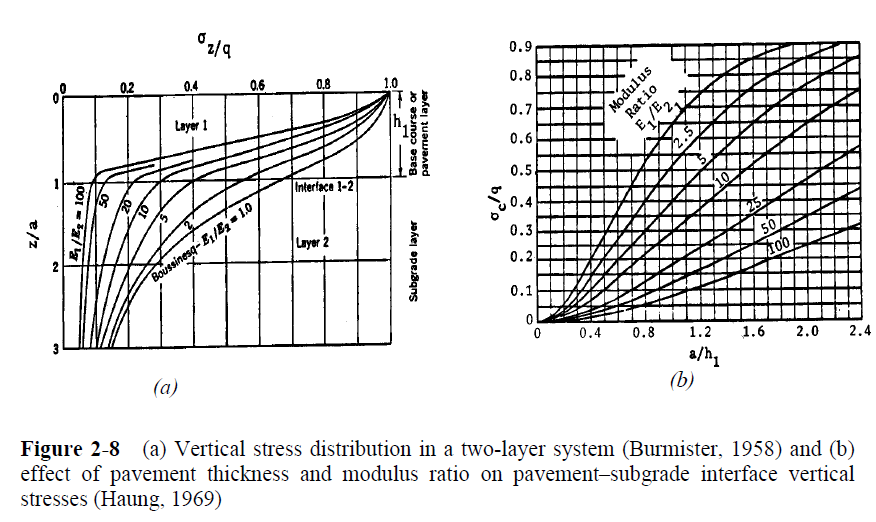 σz/q
0 0.2 0.4 0.6 0.8 1.0
0
1
2
3
z/a
Layer 1
Interface 1-2
Layer 2
h1
Base course or
pavement layer
Subgrade layer
E1/E2 = 100
50
20
10
5
2
Boussinesq-E1/E2 = 1.0
(a)
0.9
0.8
0.7
0.6
0.5
0.4
0.3
0.2
0.1
0
σc/q
Modulus
Ratio
E1/E2
1
2.5
5
10
25
50
100
0 0.4 0.8 1.2 1.6 2.0 2.4
a/h1
(b)
Figure 2-8 (a) Vertical stress distribution in a two-layer system (Burmister, 1958) and (b)
effect of pavement thickness and modulus ratio on pavement–subgrade interface vertical
stresses (Haung, 1969)